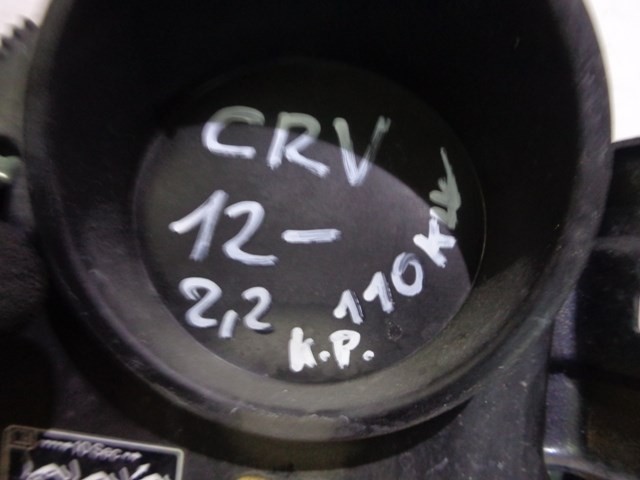 CRV
12-
2,2 110KW
K.P.